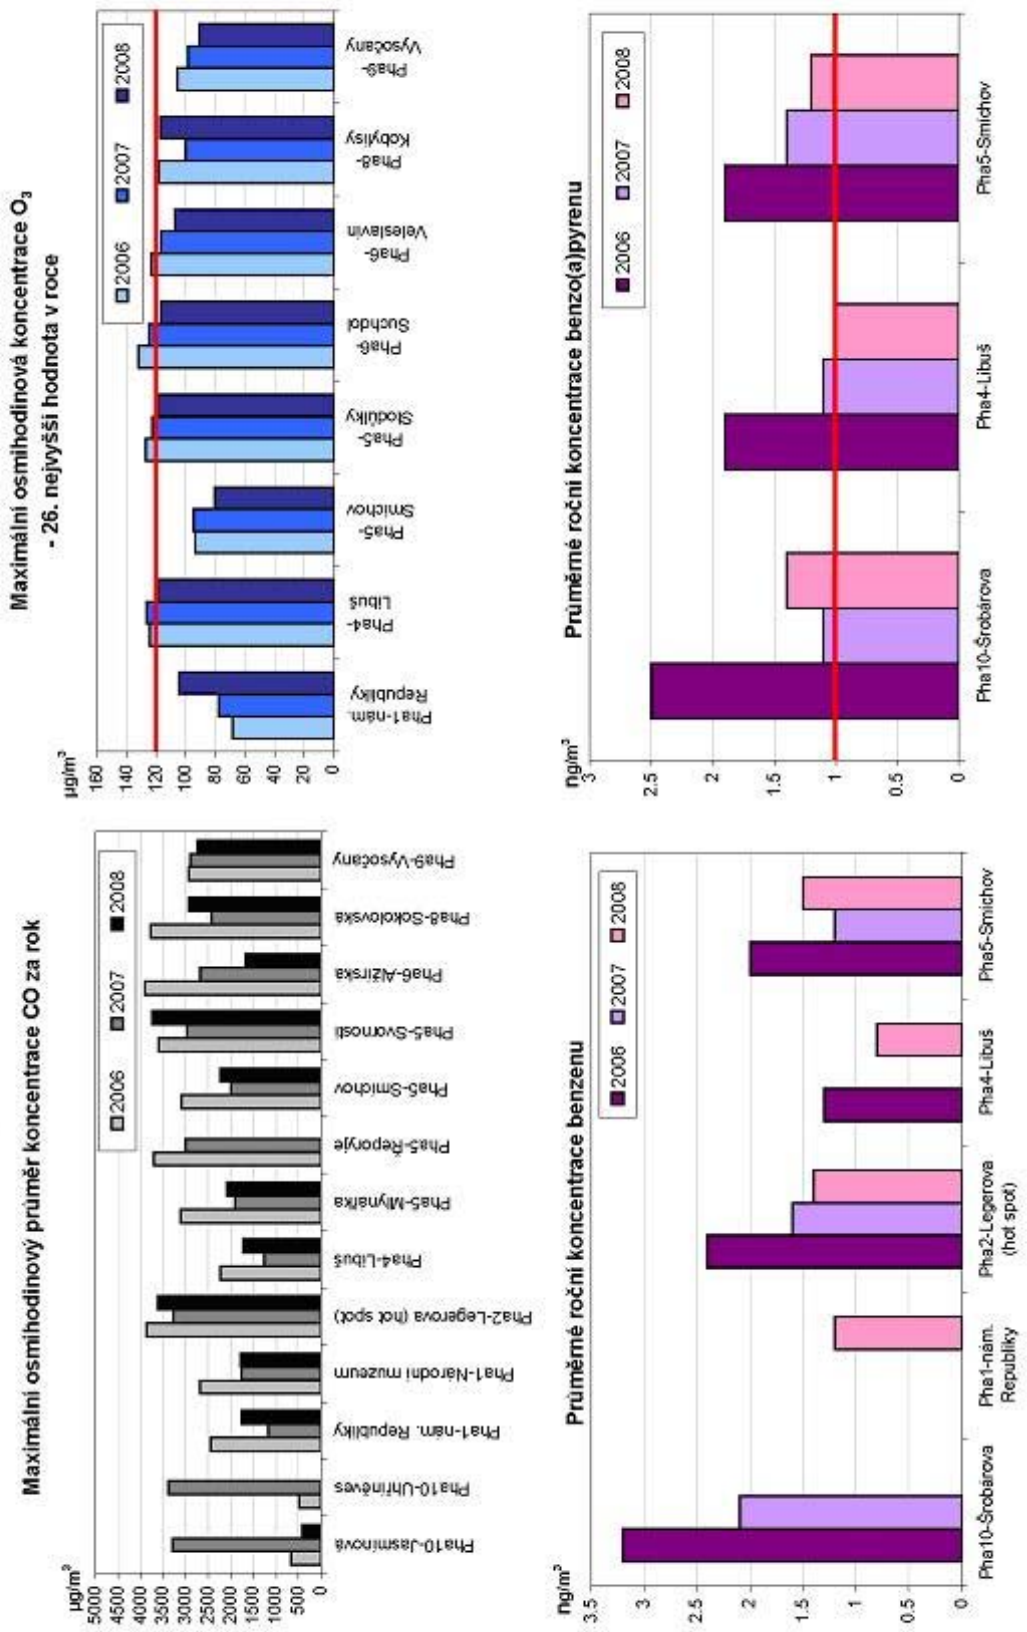 Maximální osmihodinový průměr koncentrace CO za rok
µg/m³
5000
4500
4000
3500
3000
2500
2000
1500
1000
500
0
2006
2007
2008
Pha10-Jasmínová
Pha10-Uhříněves
Pha1-nám. Republiky
Pha1-Národní muzeum
Pha2-Legerova (hot spot)
Pha4-Libuš
Pha5-Mlynářka
Pha5-Řeporyje
Pha5-Smíchov
Pha5-Svornosti
Pha6-Alžírská
Pha8-Sokolovská
Pha9-Vysočany
Maximální osmihodinová koncentrace O3
- 26. nejvyšší hodnota v roce
µg/m³
160
140
120
100
80
60
40
20
0
2006
2007
2008
Pha1-nám.
Republiky
Pha4-
Libuš
Pha5-
Smíchov
Pha5-
Stodůlky
Pha6-
Suchdol
Pha6-
Veleslavín
Pha8-
Kobylisy
Pha9-
Vysočany
Průměrné roční koncentrace benzenu
ng/m³
3.5
3
2.5
2
1.5
1
0.5
0
2006
2007
2008
Pha10-Šrobárova
Pha1-nám.
Republiky
Pha2-Legerova
(hot spot)
Pha4-Libuš
Pha5-Smíchov
Průměrné roční koncentrace benzo(a)pyrenu
ng/m³
3
2.5
2
1.5
1
0.5
0
2006
2007
2008
Pha10-Šrobárova
Pha4-Libuš
Pha5-Smíchov